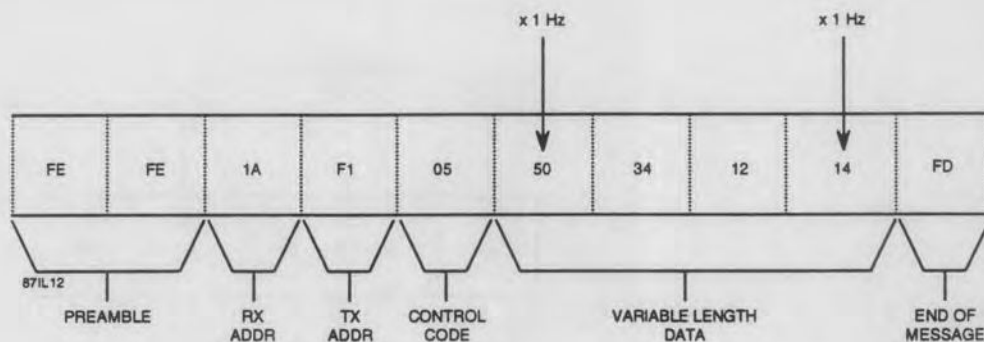 x 1 Hz x 1 Hz
FE FE 1A F1 05 50 34 12 14 FD
871L12
PREAMBLE RX ADDR TX ADDR CONTROL CODE VARIABLE LENGTH DATA END OF MESSAGE